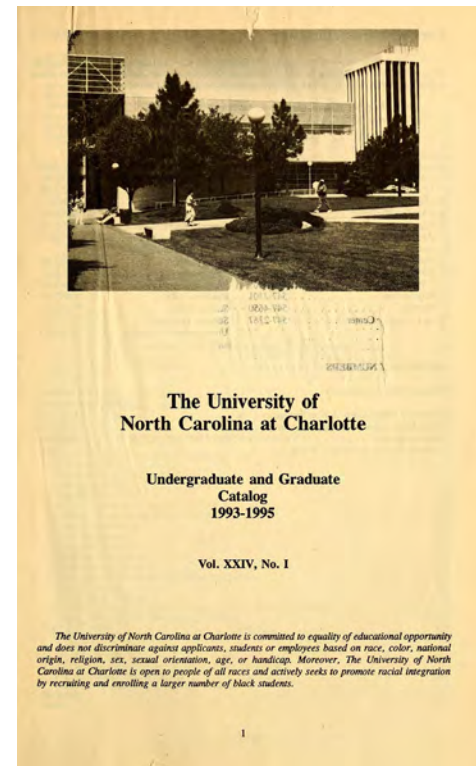 The University of
North Carolina at Charlotte
Undergraduate and Graduate
Catalog
1993-1995
Vol. XXIV, No. I
The University of North Carolina at Charlotte is committed to equality of educational opportunity
and does not discriminate against applicants, students or employees based on race, color, national
origin, religion, sex, sexual orientation, age, or handicap. Moreover, The University of North
Carolina at Charlotte is open to people of all races and actively seeks to promote racial integration
by recruiting and enrolling a larger number of black students.
1